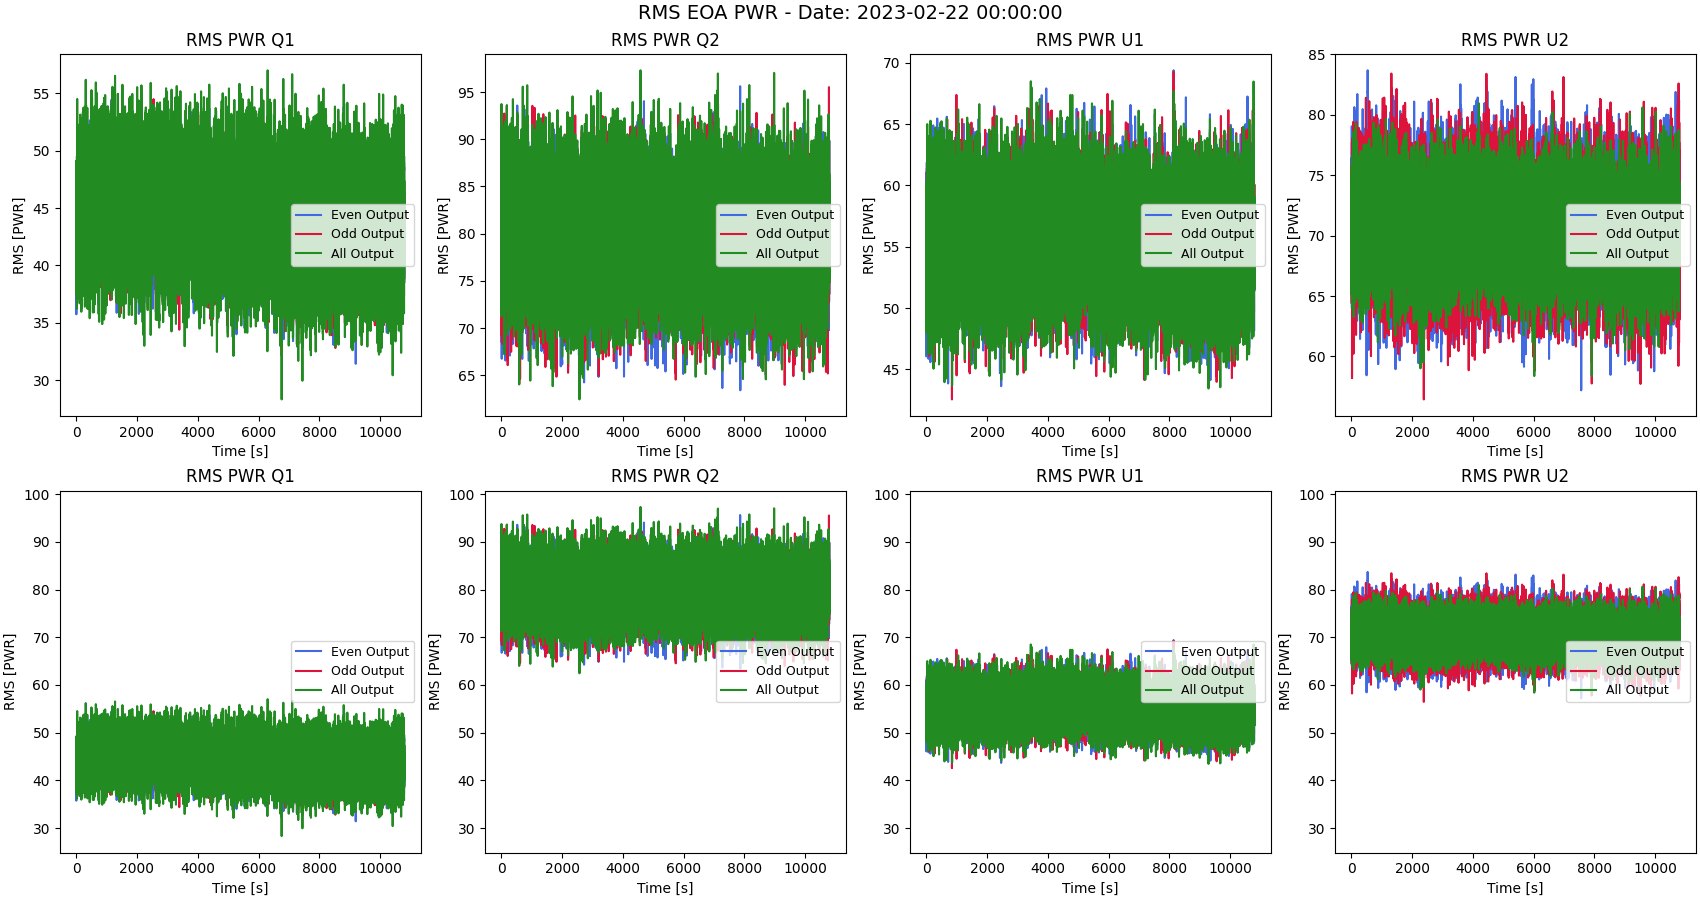 RMS EOA PWR - Date: 2023-02-22 00:00:00
RMS PWR Q1
RMS [PWR]
55
50
45
40
35
30
0 2000 4000 6000 8000 10000
Time [s]
Even Output
Odd Output
All Output
RMS PWR Q2
RMS [PWR]
95
90
85
80
75
70
65
0 2000 4000 6000 8000 10000
Time [s]
Even Output
Odd Output
All Output
RMS PWR U1
RMS [PWR]
70
65
60
55
50
45
0 2000 4000 6000 8000 10000
Time [s]
Even Output
Odd Output
All Output
RMS PWR U2
RMS [PWR]
85
80
75
70
65
60
0 2000 4000 6000 8000 10000
Time [s]
Even Output
Odd Output
All Output
RMS PWR Q1
RMS [PWR]
100
90
80
70
60
50
40
30
0 2000 4000 6000 8000 10000
Time [s]
Even Output
Odd Output
All Output
RMS PWR Q2
RMS [PWR]
100
90
80
70
60
50
40
30
0 2000 4000 6000 8000 10000
Time [s]
Even Output
Odd Output
All Output
RMS PWR U1
RMS [PWR]
100
90
80
70
60
50
40
30
0 2000 4000 6000 8000 10000
Time [s]
Even Output
Odd Output
All Output
RMS PWR U2
RMS [PWR]
100
90
80
70
60
50
40
30
0 2000 4000 6000 8000 10000
Time [s]
Even Output
Odd Output
All Output